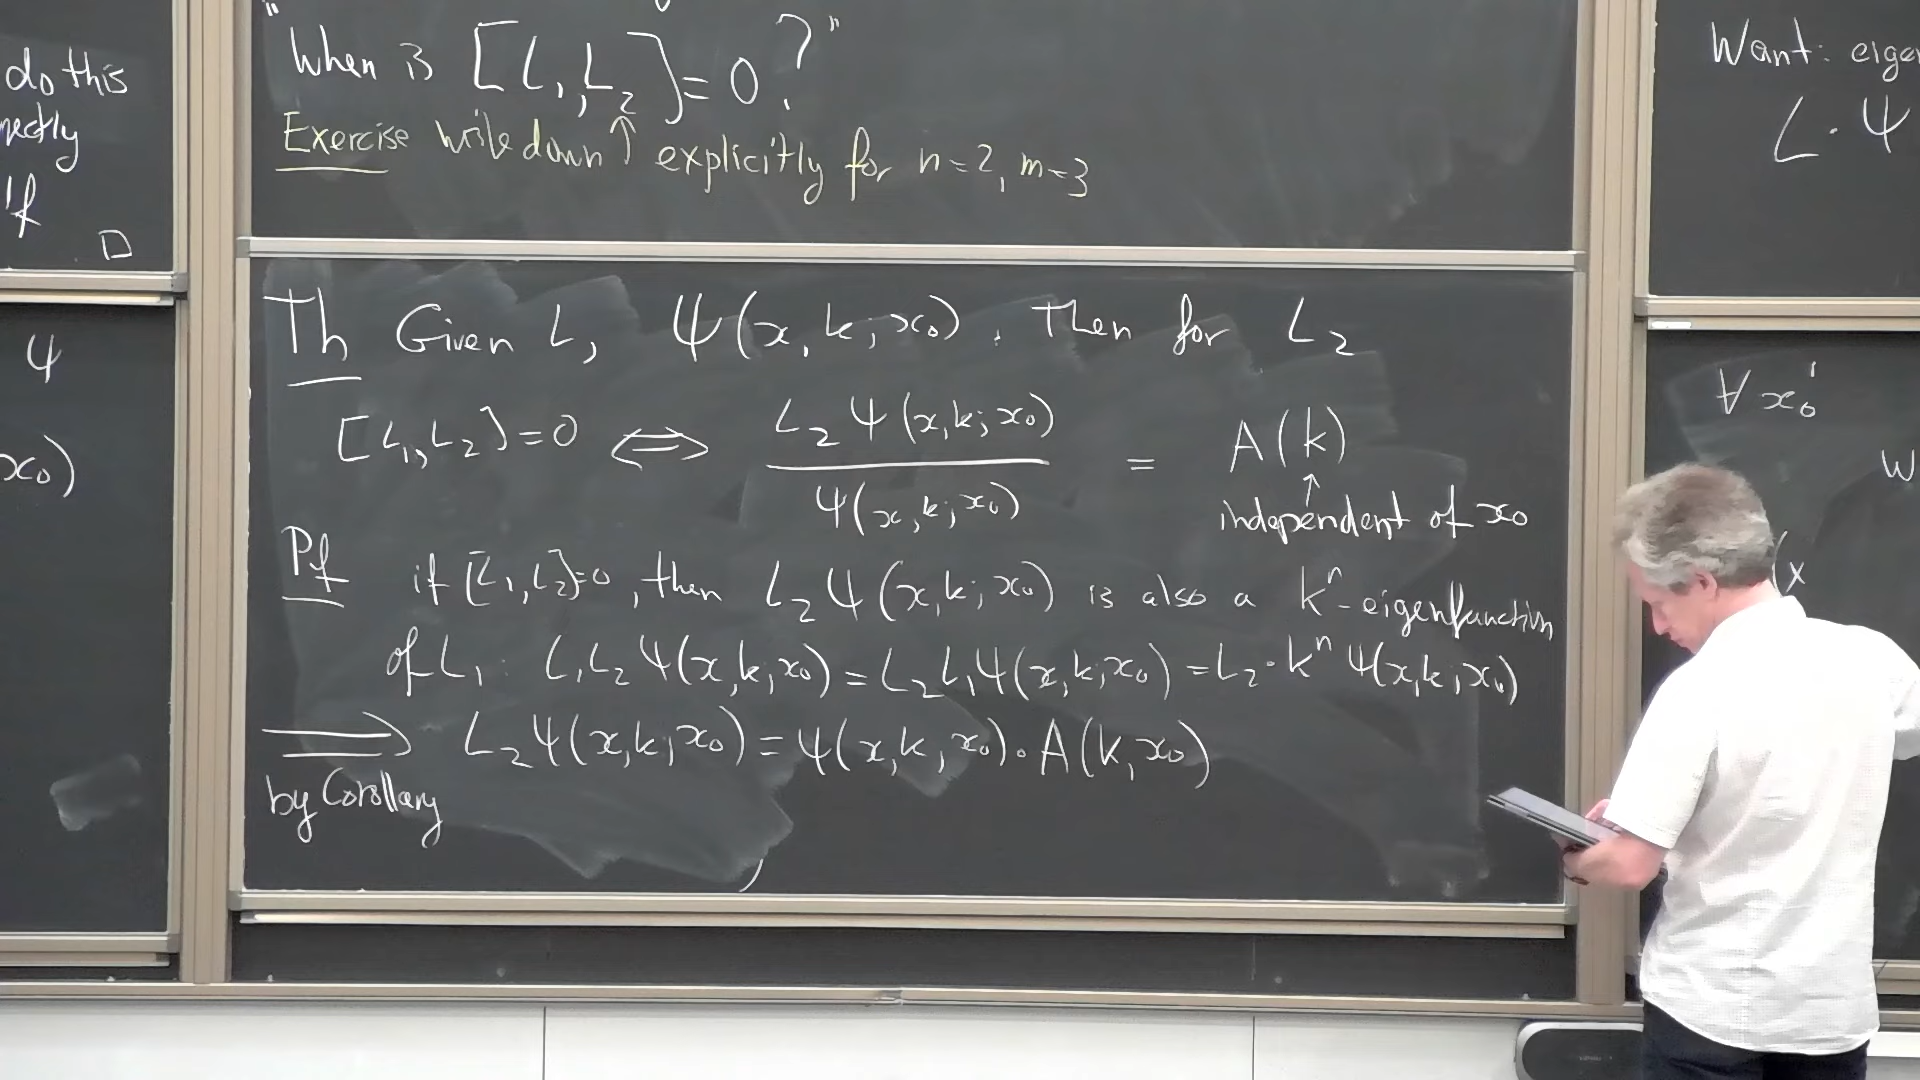 do this
rectly
If
□
ψ
x₀)
"When is [L₁,L₂]=0?"
Exercise write down ↑ explicitly for n=2, m=3
Th Given L₁ ψ(x,k;x₀). Then for L₂
[L₁,L₂]=0 ⟺ L₂ψ(x,k;x₀) / ψ(x,k;x₀) = A(k)
↑
independent of x₀
Pf if [L₁,L₂]=0, then L₂ψ(x,k;x₀) is also a kⁿ-eigenfunction
of L₁: L₁L₂ψ(x,k;x₀)=L₂L₁ψ(x,k;x₀)=L₂·kⁿψ(x,k;x₀)
⟹ L₂ψ(x,k;x₀)=ψ(x,k,x₀)·A(k,x₀)
by Corollary
Want: eige
L·ψ
∀x₀'
w
(x